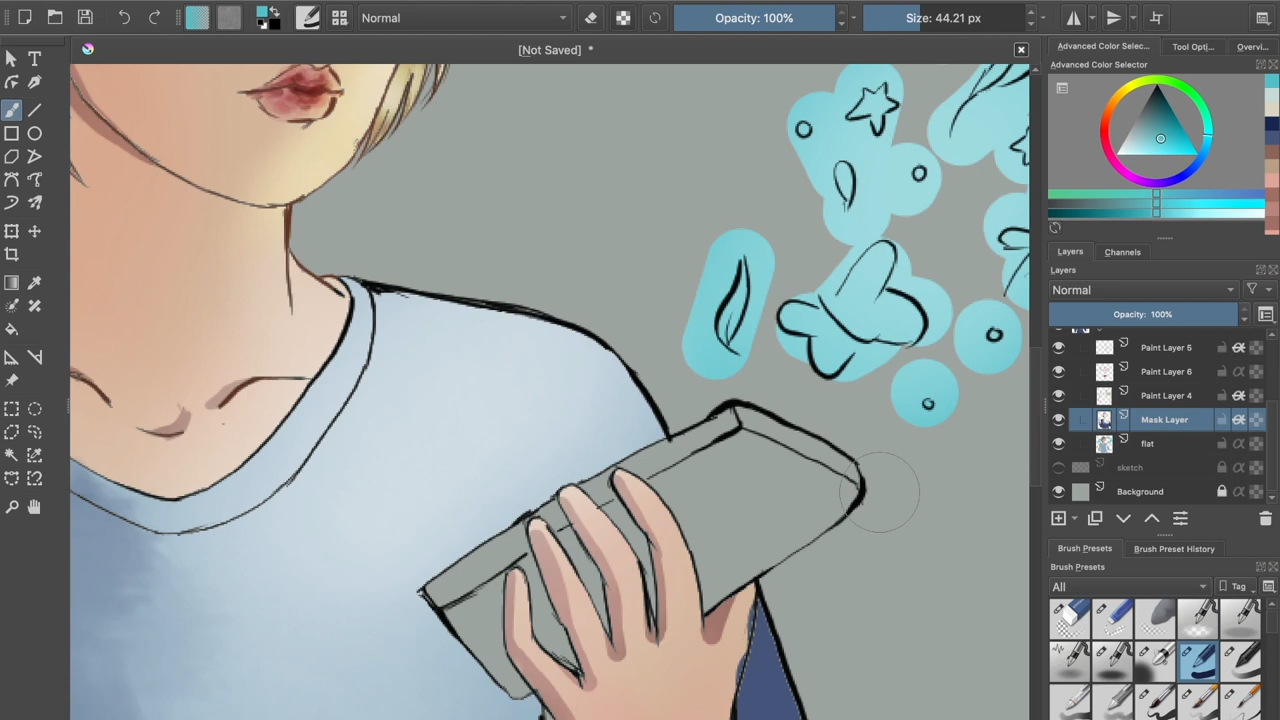 Normal
Opacity: 100%
Size: 44.21 px
[Not Saved] *
Advanced Color Selec...
Tool Opti...
Overvi...
Advanced Color Selector
Layers
Channels
Layers
Normal
Opacity: 100%
Paint Layer 5
Paint Layer 6
Paint Layer 4
Mask Layer
flat
sketch
Background
Brush Presets
Brush Preset History
Brush Presets
All
Tag